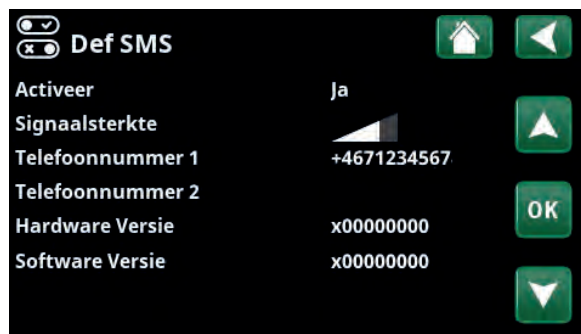 Def SMS
Activeer Ja
Signaalsterkte
Telefoonnummer 1 +4671234567
Telefoonnummer 2
OK
Hardware Versie x00000000
Software Versie x00000000